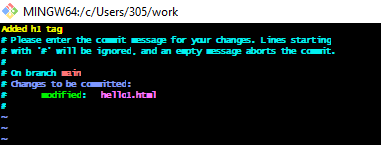 MINGW64:/c/Users/305/work
Added h1 tag
# Please enter the commit message for your changes. Lines starting
# with '#' will be ignored, and an empty message aborts the commit.
#
# On branch main
# Changes to be committed:
#       modified:   hello1.html
#
~
~
~